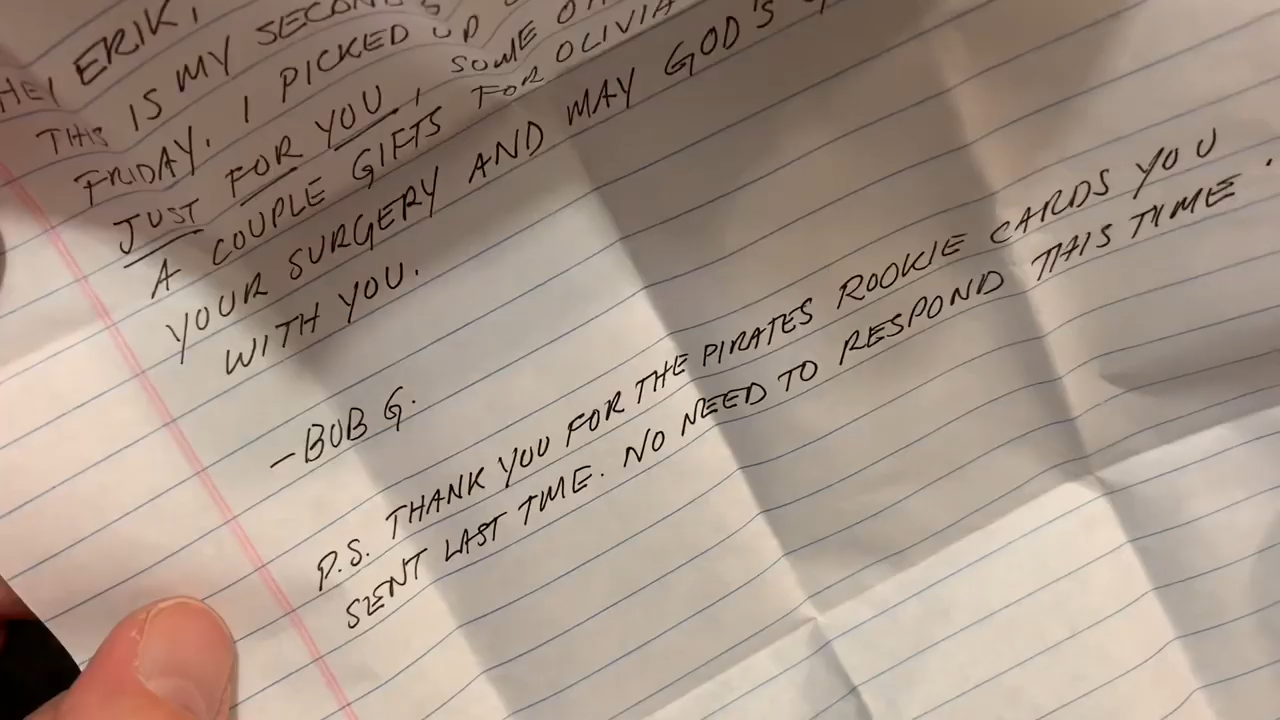 HEY ERIK,
THIS IS MY SECOND
FRIDAY. I PICKED UP
JUST FOR YOU, SOME
A COUPLE GIFTS FOR OLIVIA
YOUR SURGERY AND MAY GOD'S
WITH YOU.
—BOB G.
P.S. THANK YOU FOR THE PIRATES ROOKIE CARDS YOU
SENT LAST TIME. NO NEED TO RESPOND THIS TIME.